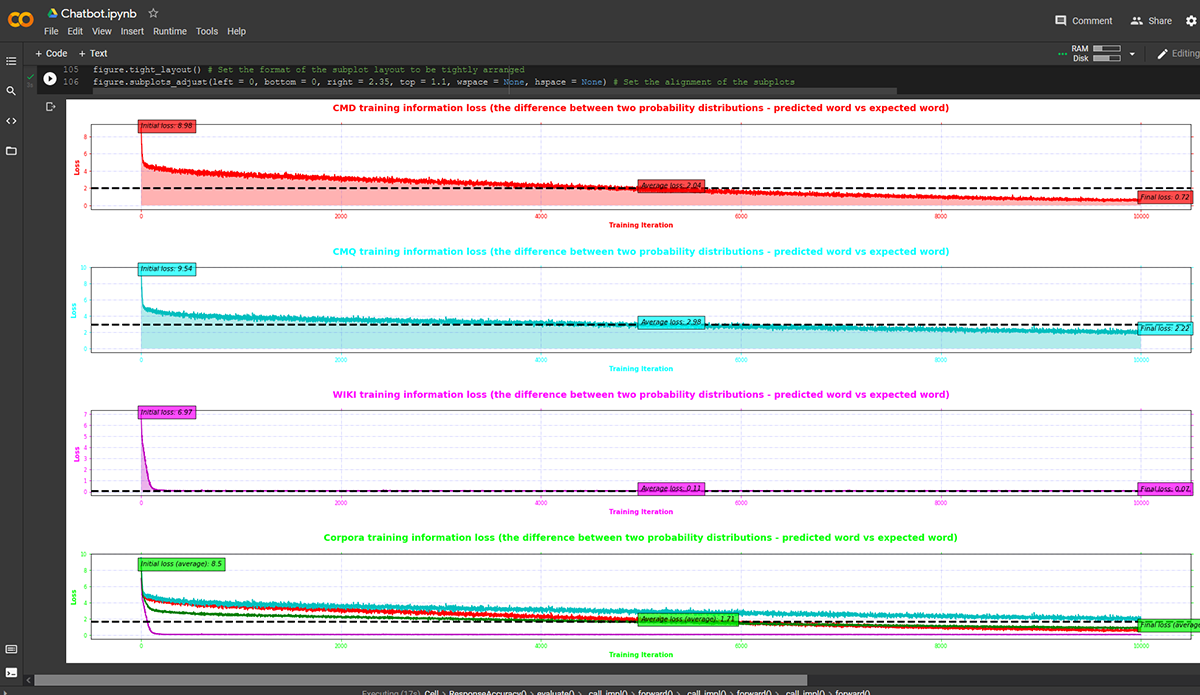 CO Chatbot.ipynb
File Edit View Insert Runtime Tools Help
Comment Share
+ Code + Text
RAM
Disk
Editing
105 figure.tight_layout() # Set the format of the subplot layout to be tightly arranged
106 figure.subplots_adjust(left = 0, bottom = 0, right = 2.35, top = 1.1, wspace = None, hspace = None) # Set the alignment of the subplots
CMD training information loss (the difference between two probability distributions - predicted word vs expected word)
Initial loss: 8.98
8
6
4
2
0
Loss
Average loss: 2.04
Final loss: 0.72
0 2000 4000 6000 8000 10000
Training Iteration
CMQ training information loss (the difference between two probability distributions - predicted word vs expected word)
Initial loss: 9.54
10
8
6
4
2
0
Loss
Average loss: 2.98
Final loss: 2.22
0 2000 4000 6000 8000 10000
Training Iteration
WIKI training information loss (the difference between two probability distributions - predicted word vs expected word)
Initial loss: 6.97
7
6
5
4
3
2
1
0
Loss
Average loss: 0.11
Final loss: 0.07
0 2000 4000 6000 8000 10000
Training Iteration
Corpora training information loss (the difference between two probability distributions - predicted word vs expected word)
Initial loss (average): 8.5
10
8
6
4
2
0
Loss
Average loss (average): 1.71
Final loss (average
0 2000 4000 6000 8000 10000
Training Iteration
Executing (17s) Cell > ResponseAccuracy() > evaluate() > _call_impl() > forward() > _call_impl() > forward() > _call_impl() > forward()